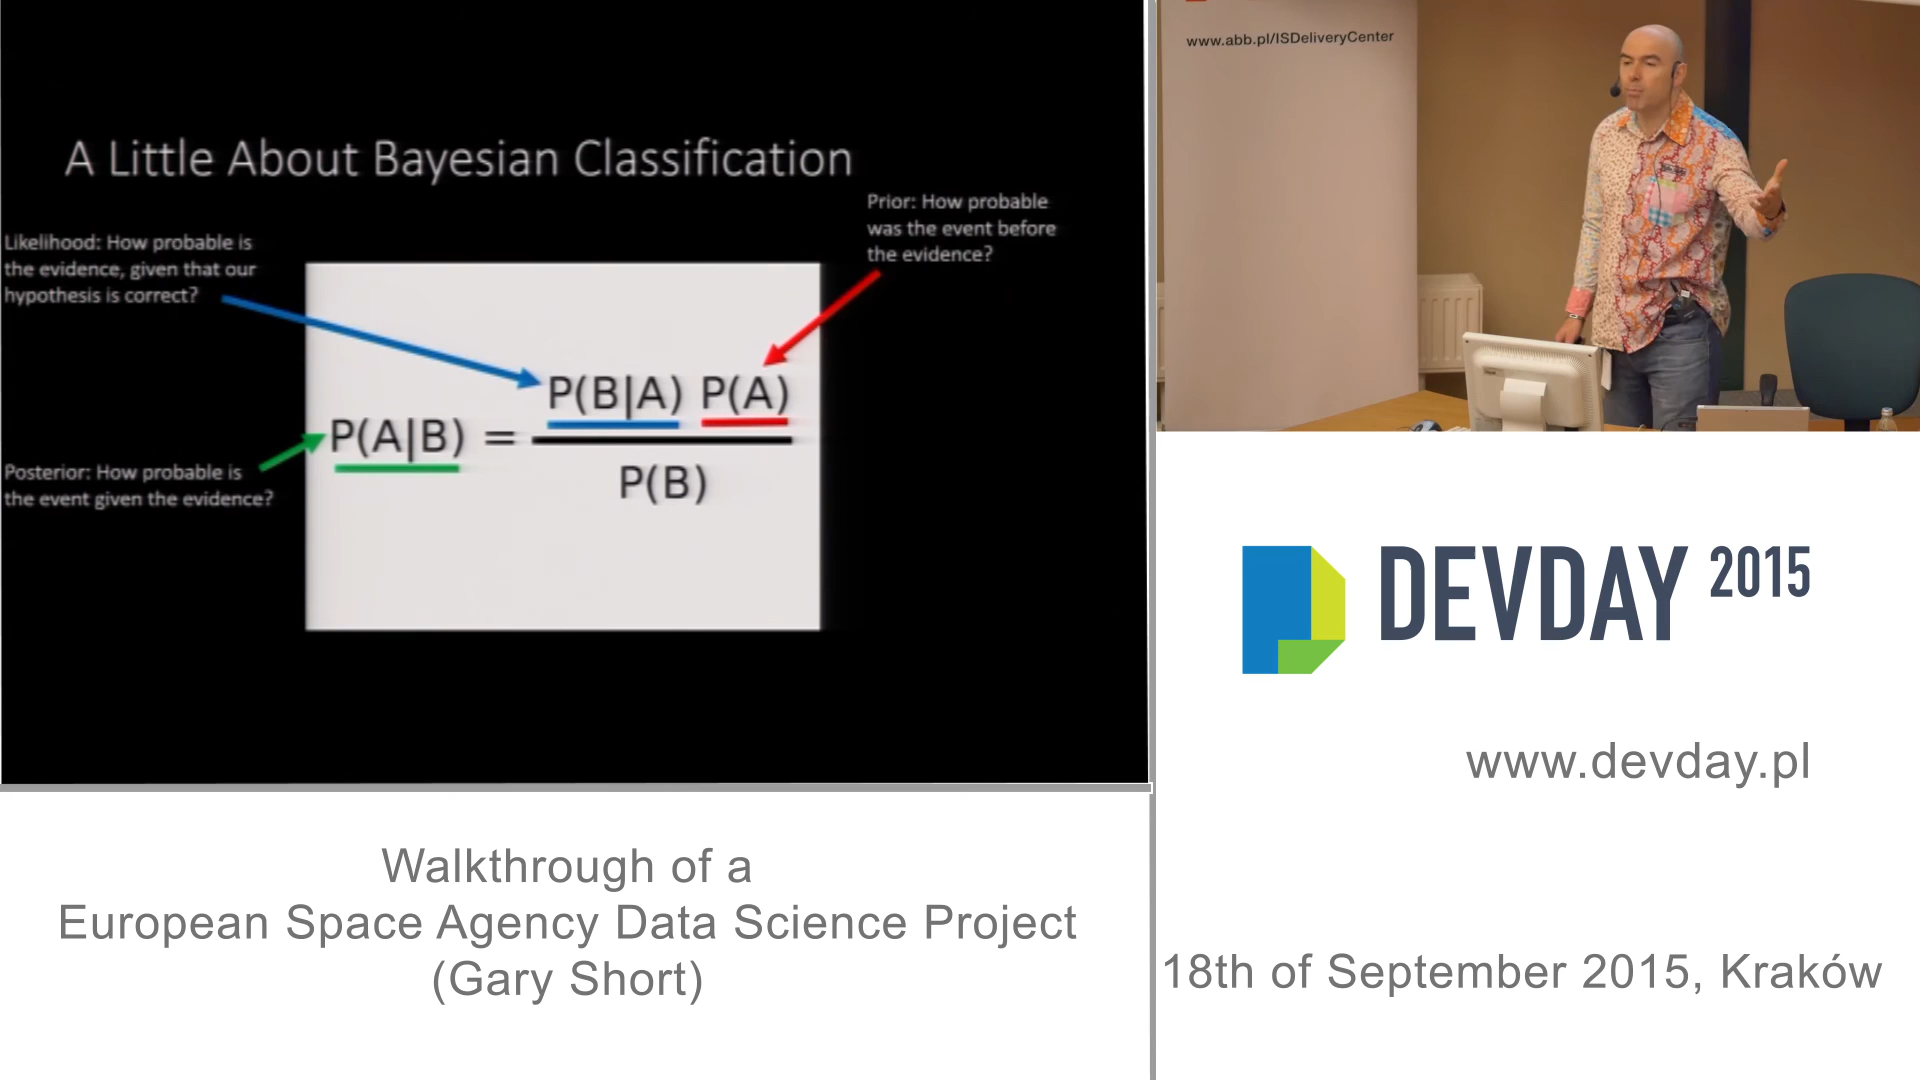 A Little About Bayesian Classification
Prior: How probable
was the event before
the evidence?
Likelihood: How probable is
the evidence, given that our
hypothesis is correct?
P(B|A) P(A)
P(A|B) =
P(B)
Posterior: How probable is
the event given the evidence?
www.abb.pl/ISDeliveryCenter
DEVDAY 2015
www.devday.pl
Walkthrough of a
European Space Agency Data Science Project
(Gary Short)
18th of September 2015, Kraków